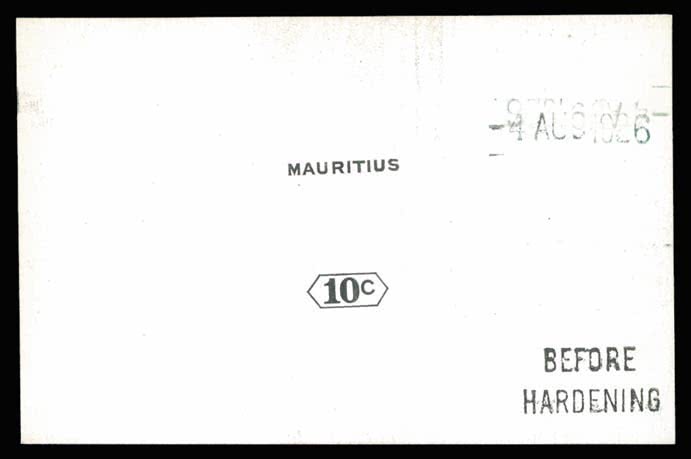 -4 AUG 1926
MAURITIUS
10c
BEFORE
HARDENING